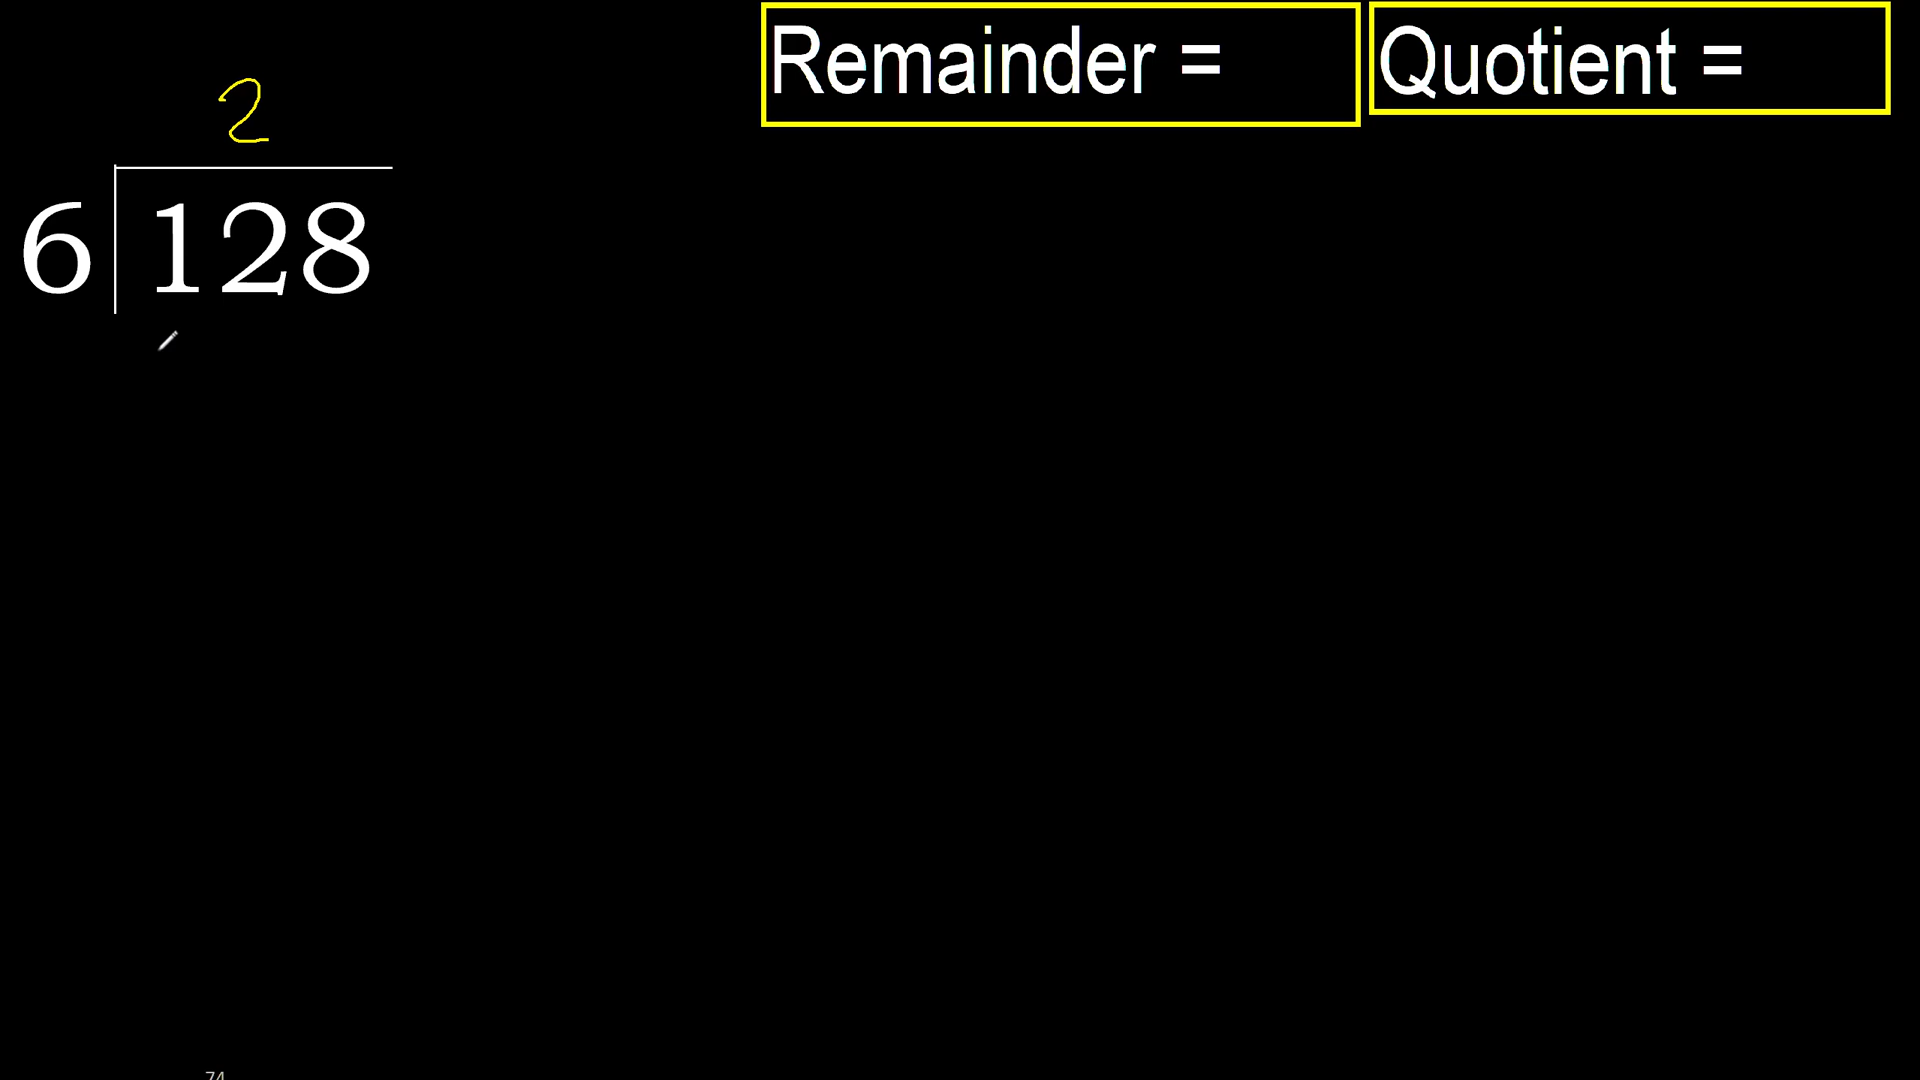 Remainder = Quotient =
2
6 128